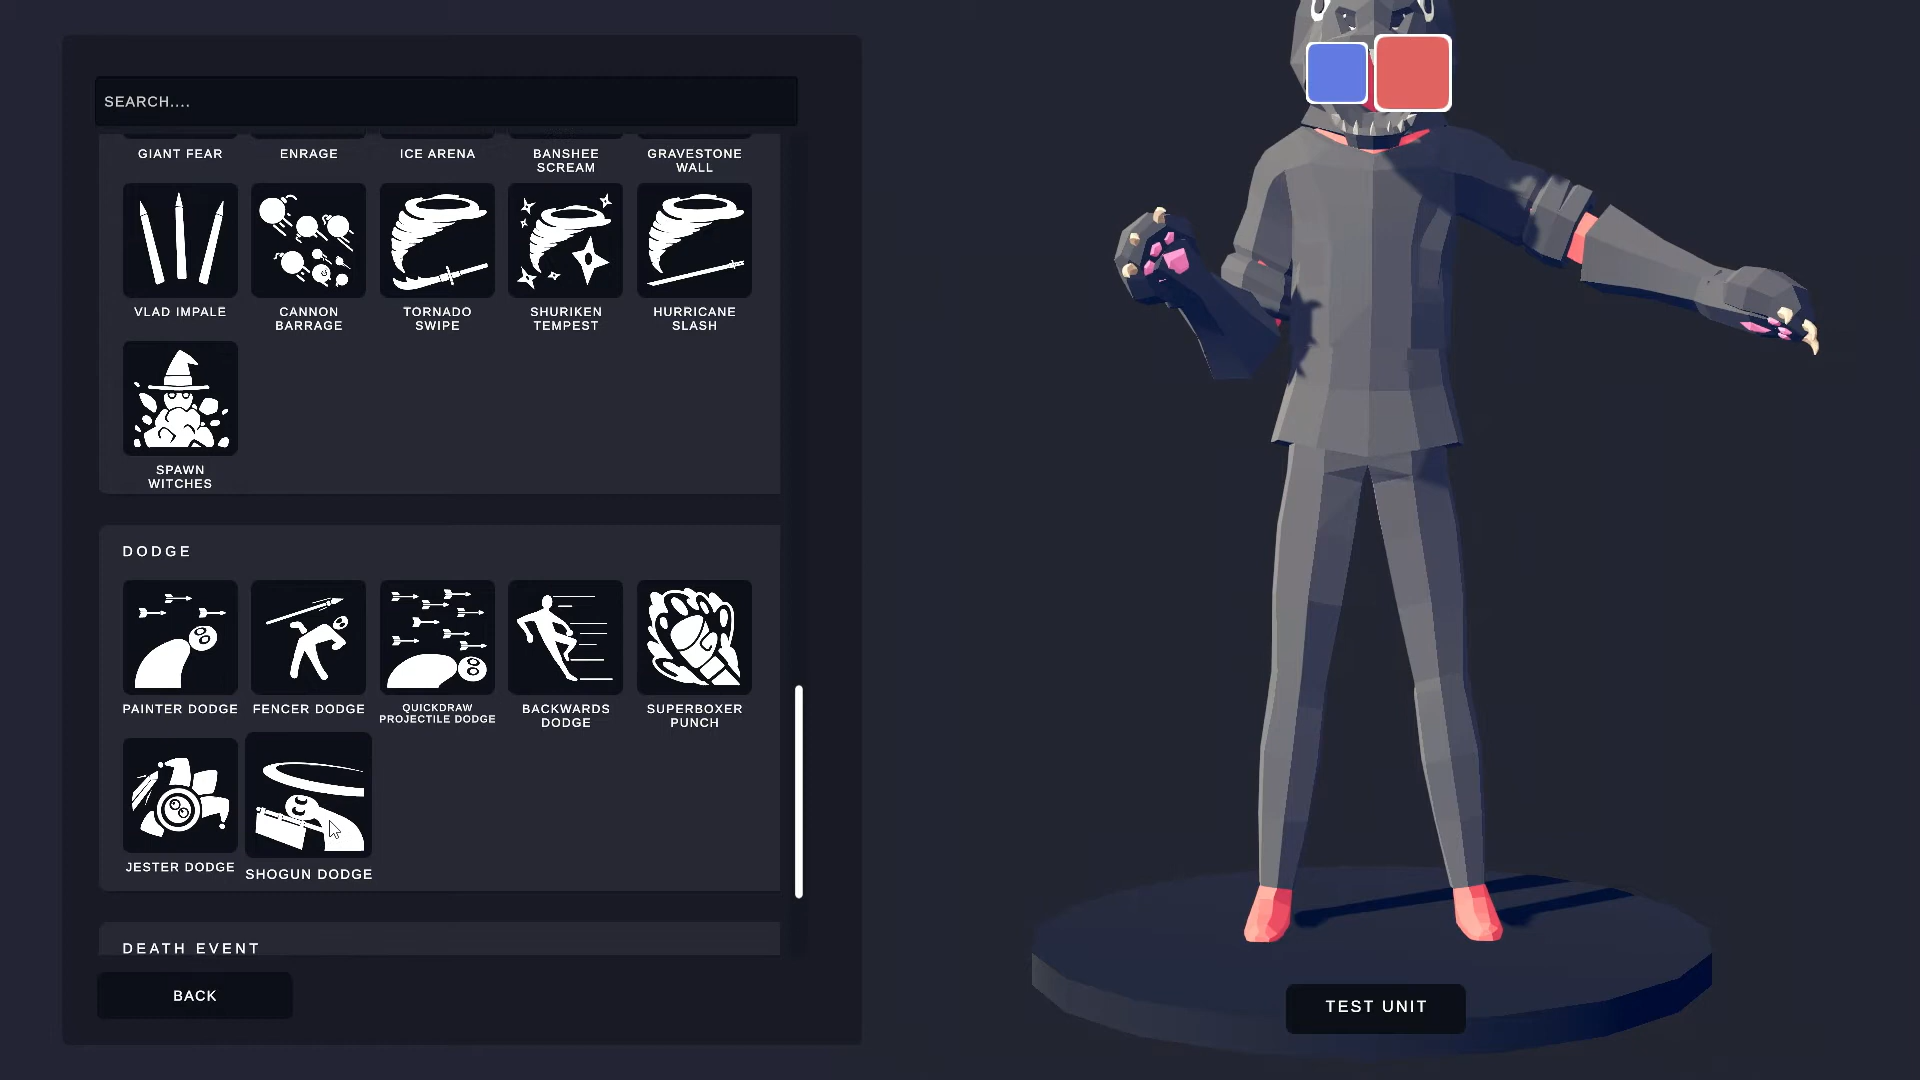 SEARCH....
GIANT FEAR
ENRAGE
ICE ARENA
BANSHEE
SCREAM
GRAVESTONE
WALL
VLAD IMPALE
CANNON
BARRAGE
TORNADO
SWIPE
SHURIKEN
TEMPEST
HURRICANE
SLASH
SPAWN
WITCHES
DODGE
PAINTER DODGE
FENCER DODGE
QUICKDRAW
PROJECTILE DODGE
BACKWARDS
DODGE
SUPERBOXER
PUNCH
JESTER DODGE
SHOGUN DODGE
DEATH EVENT
BACK
TEST UNIT